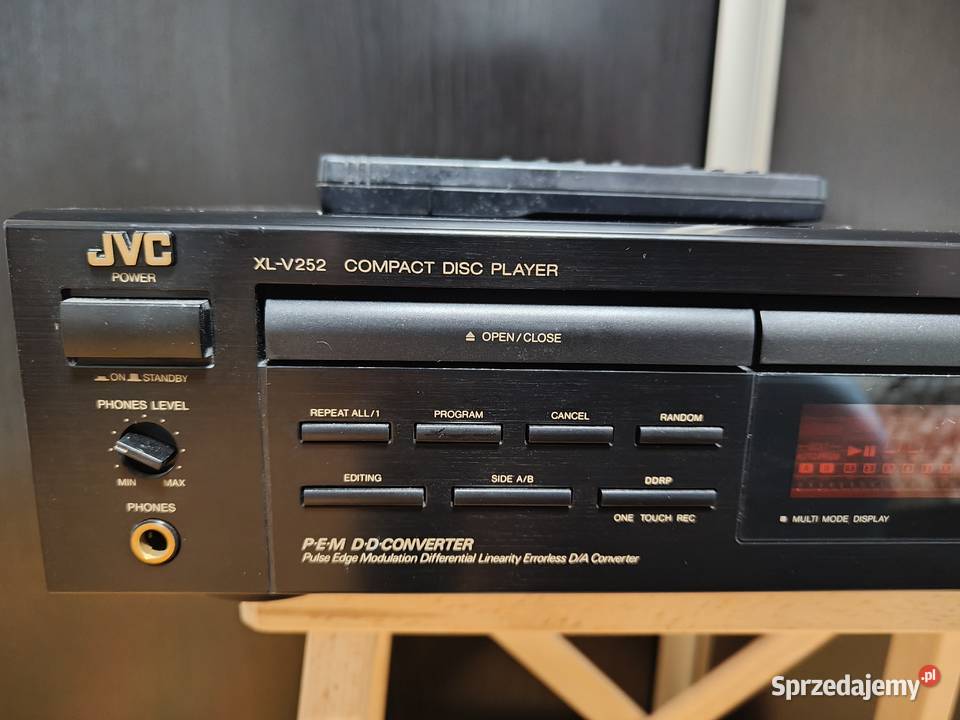 JVC
POWER
XL-V252 COMPACT DISC PLAYER
⏏ OPEN/CLOSE
ON STANDBY
PHONES LEVEL
MIN MAX
PHONES
REPEAT ALL/1 PROGRAM CANCEL RANDOM
EDITING SIDE A/B DDRP
ONE TOUCH REC
MULTI MODE DISPLAY
P.E.M D.D.CONVERTER
Pulse Edge Modulation Differential Linearity Errorless D/A Converter
Sprzedajemy.pl